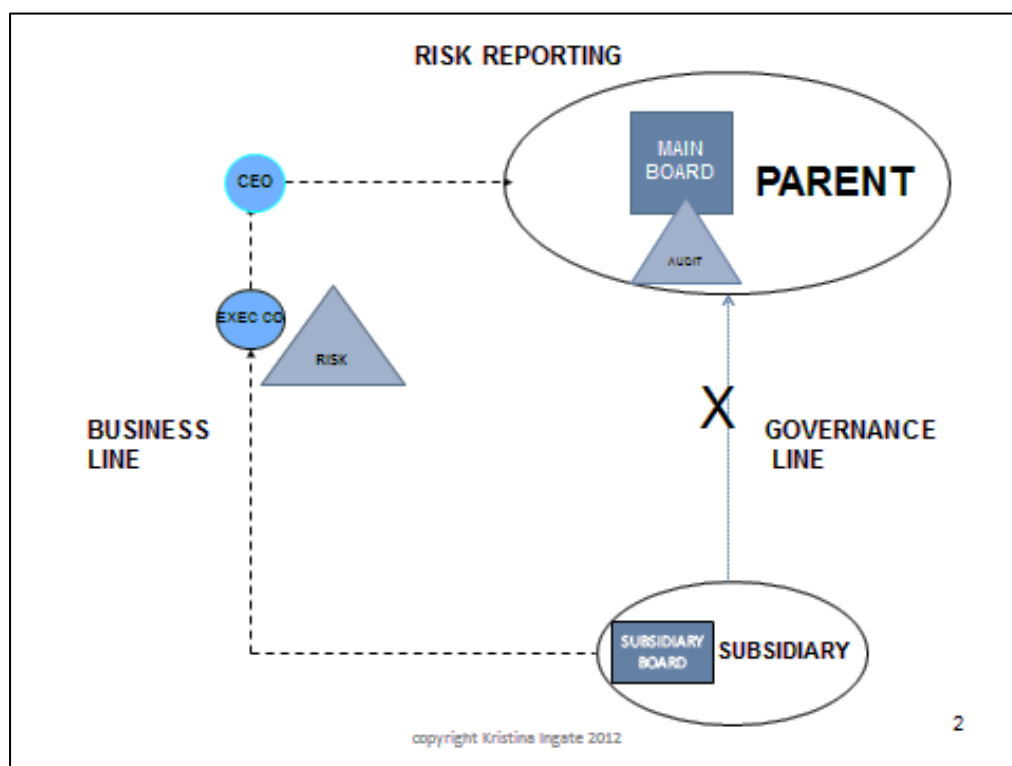 RISK REPORTING
MAIN
BOARD
PARENT
AUDIT
CEO
EXEC CO
RISK
BUSINESS
LINE
X
GOVERNANCE
LINE
SUBSIDIARY
BOARD
SUBSIDIARY
copyright Kristina Ingate 2012
2